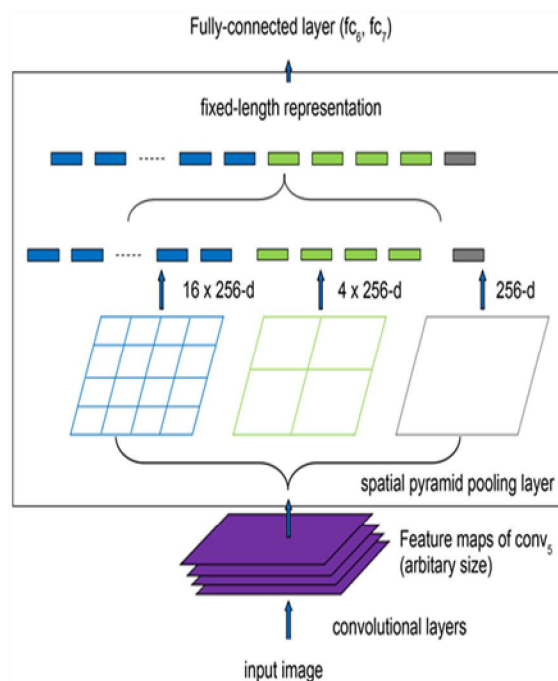 Fully-connected layer (fc₆, fc₇)
fixed-length representation
16 x 256-d
4 x 256-d
256-d
spatial pyramid pooling layer
Feature maps of conv₅
(arbitary size)
convolutional layers
input image